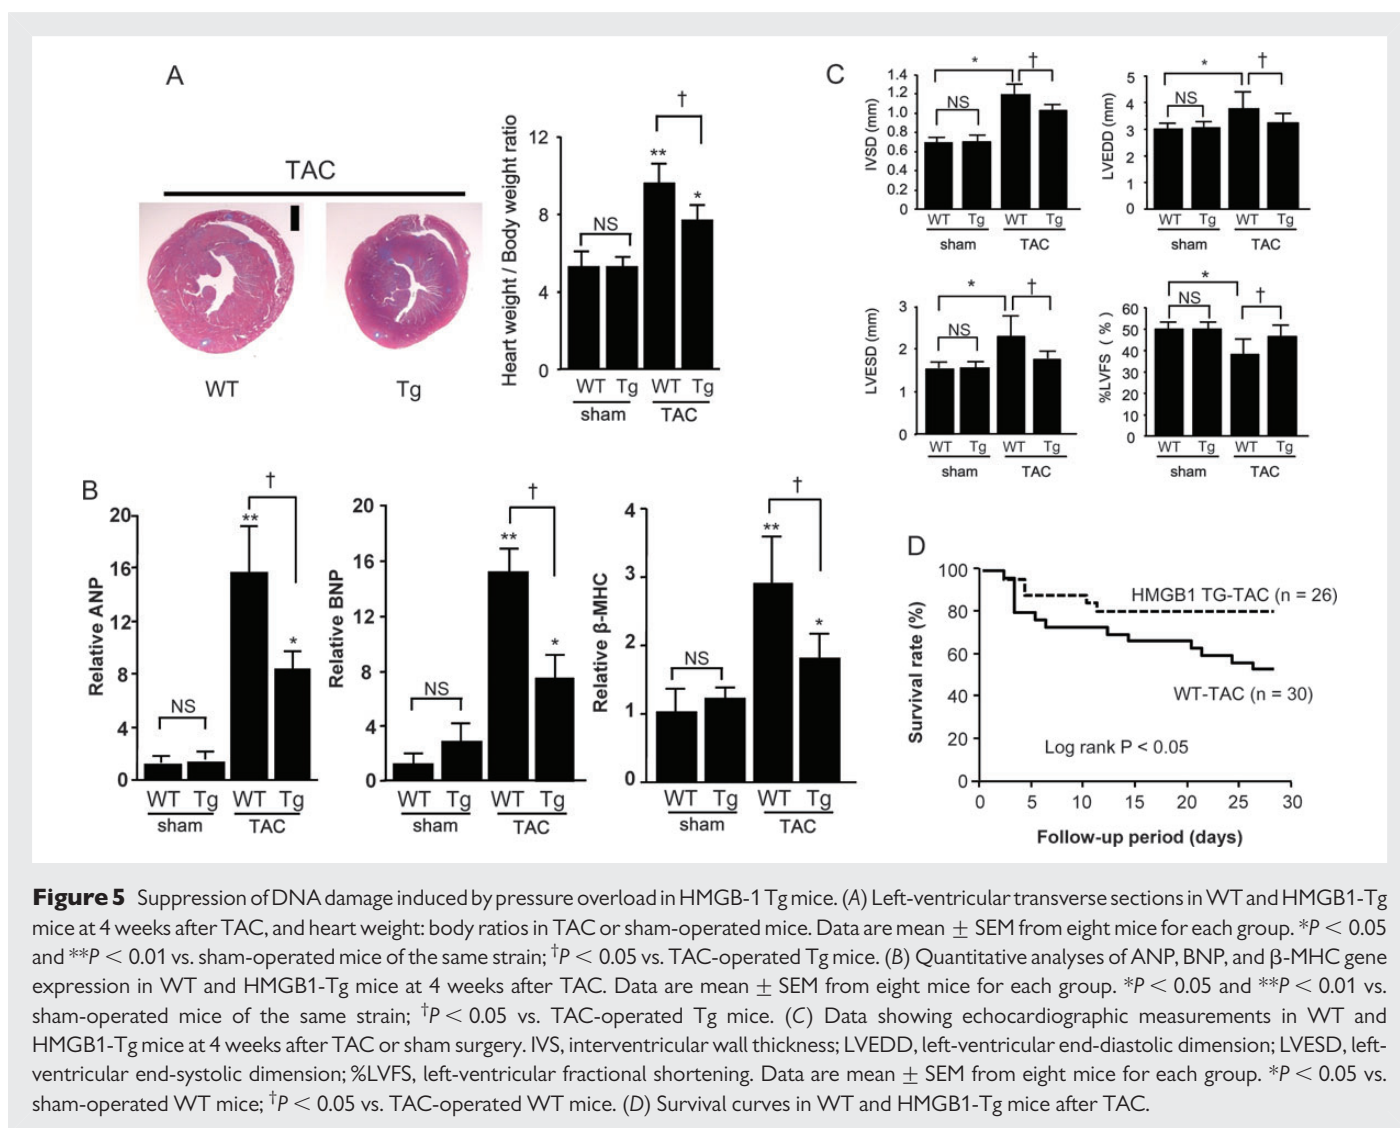 A
TAC
WT
Tg
Heart weight / Body weight ratio
12
8
4
0
NS
**
*
†
WT Tg WT Tg
sham TAC
B
Relative ANP
20
16
12
8
4
0
NS
**
*
†
WT Tg WT Tg
sham TAC
Relative BNP
20
16
12
8
4
0
NS
**
*
†
WT Tg WT Tg
sham TAC
Relative β-MHC
4
3
2
1
0
NS
**
*
†
WT Tg WT Tg
sham TAC
C
IVSD (mm)
1.4
1.2
1.0
0.8
0.6
0.4
0.2
0
NS
*
†
WT Tg WT Tg
sham TAC
LVEDD (mm)
5
4
3
2
1
0
NS
*
†
WT Tg WT Tg
sham TAC
LVESD (mm)
3
2
1
0
NS
*
†
WT Tg WT Tg
sham TAC
%LVFS ( % )
60
50
40
30
20
10
0
NS
*
†
WT Tg WT Tg
sham TAC
D
Survival rate (%)
100
80
60
40
20
0
HMGB1 TG-TAC (n = 26)
WT-TAC (n = 30)
Log rank P < 0.05
0 5 10 15 20 25 30
Follow-up period (days)
Figure 5 Suppression of DNA damage induced by pressure overload in HMGB-1 Tg mice. (A) Left-ventricular transverse sections in WT and HMGB1-Tg
mice at 4 weeks after TAC, and heart weight: body ratios in TAC or sham-operated mice. Data are mean ± SEM from eight mice for each group. *P < 0.05
and **P < 0.01 vs. sham-operated mice of the same strain; †P < 0.05 vs. TAC-operated Tg mice. (B) Quantitative analyses of ANP, BNP, and β-MHC gene
expression in WT and HMGB1-Tg mice at 4 weeks after TAC. Data are mean ± SEM from eight mice for each group. *P < 0.05 and **P < 0.01 vs.
sham-operated mice of the same strain; †P < 0.05 vs. TAC-operated Tg mice. (C) Data showing echocardiographic measurements in WT and
HMGB1-Tg mice at 4 weeks after TAC or sham surgery. IVS, interventricular wall thickness; LVEDD, left-ventricular end-diastolic dimension; LVESD, left-
ventricular end-systolic dimension; %LVFS, left-ventricular fractional shortening. Data are mean ± SEM from eight mice for each group. *P < 0.05 vs.
sham-operated WT mice; †P < 0.05 vs. TAC-operated WT mice. (D) Survival curves in WT and HMGB1-Tg mice after TAC.